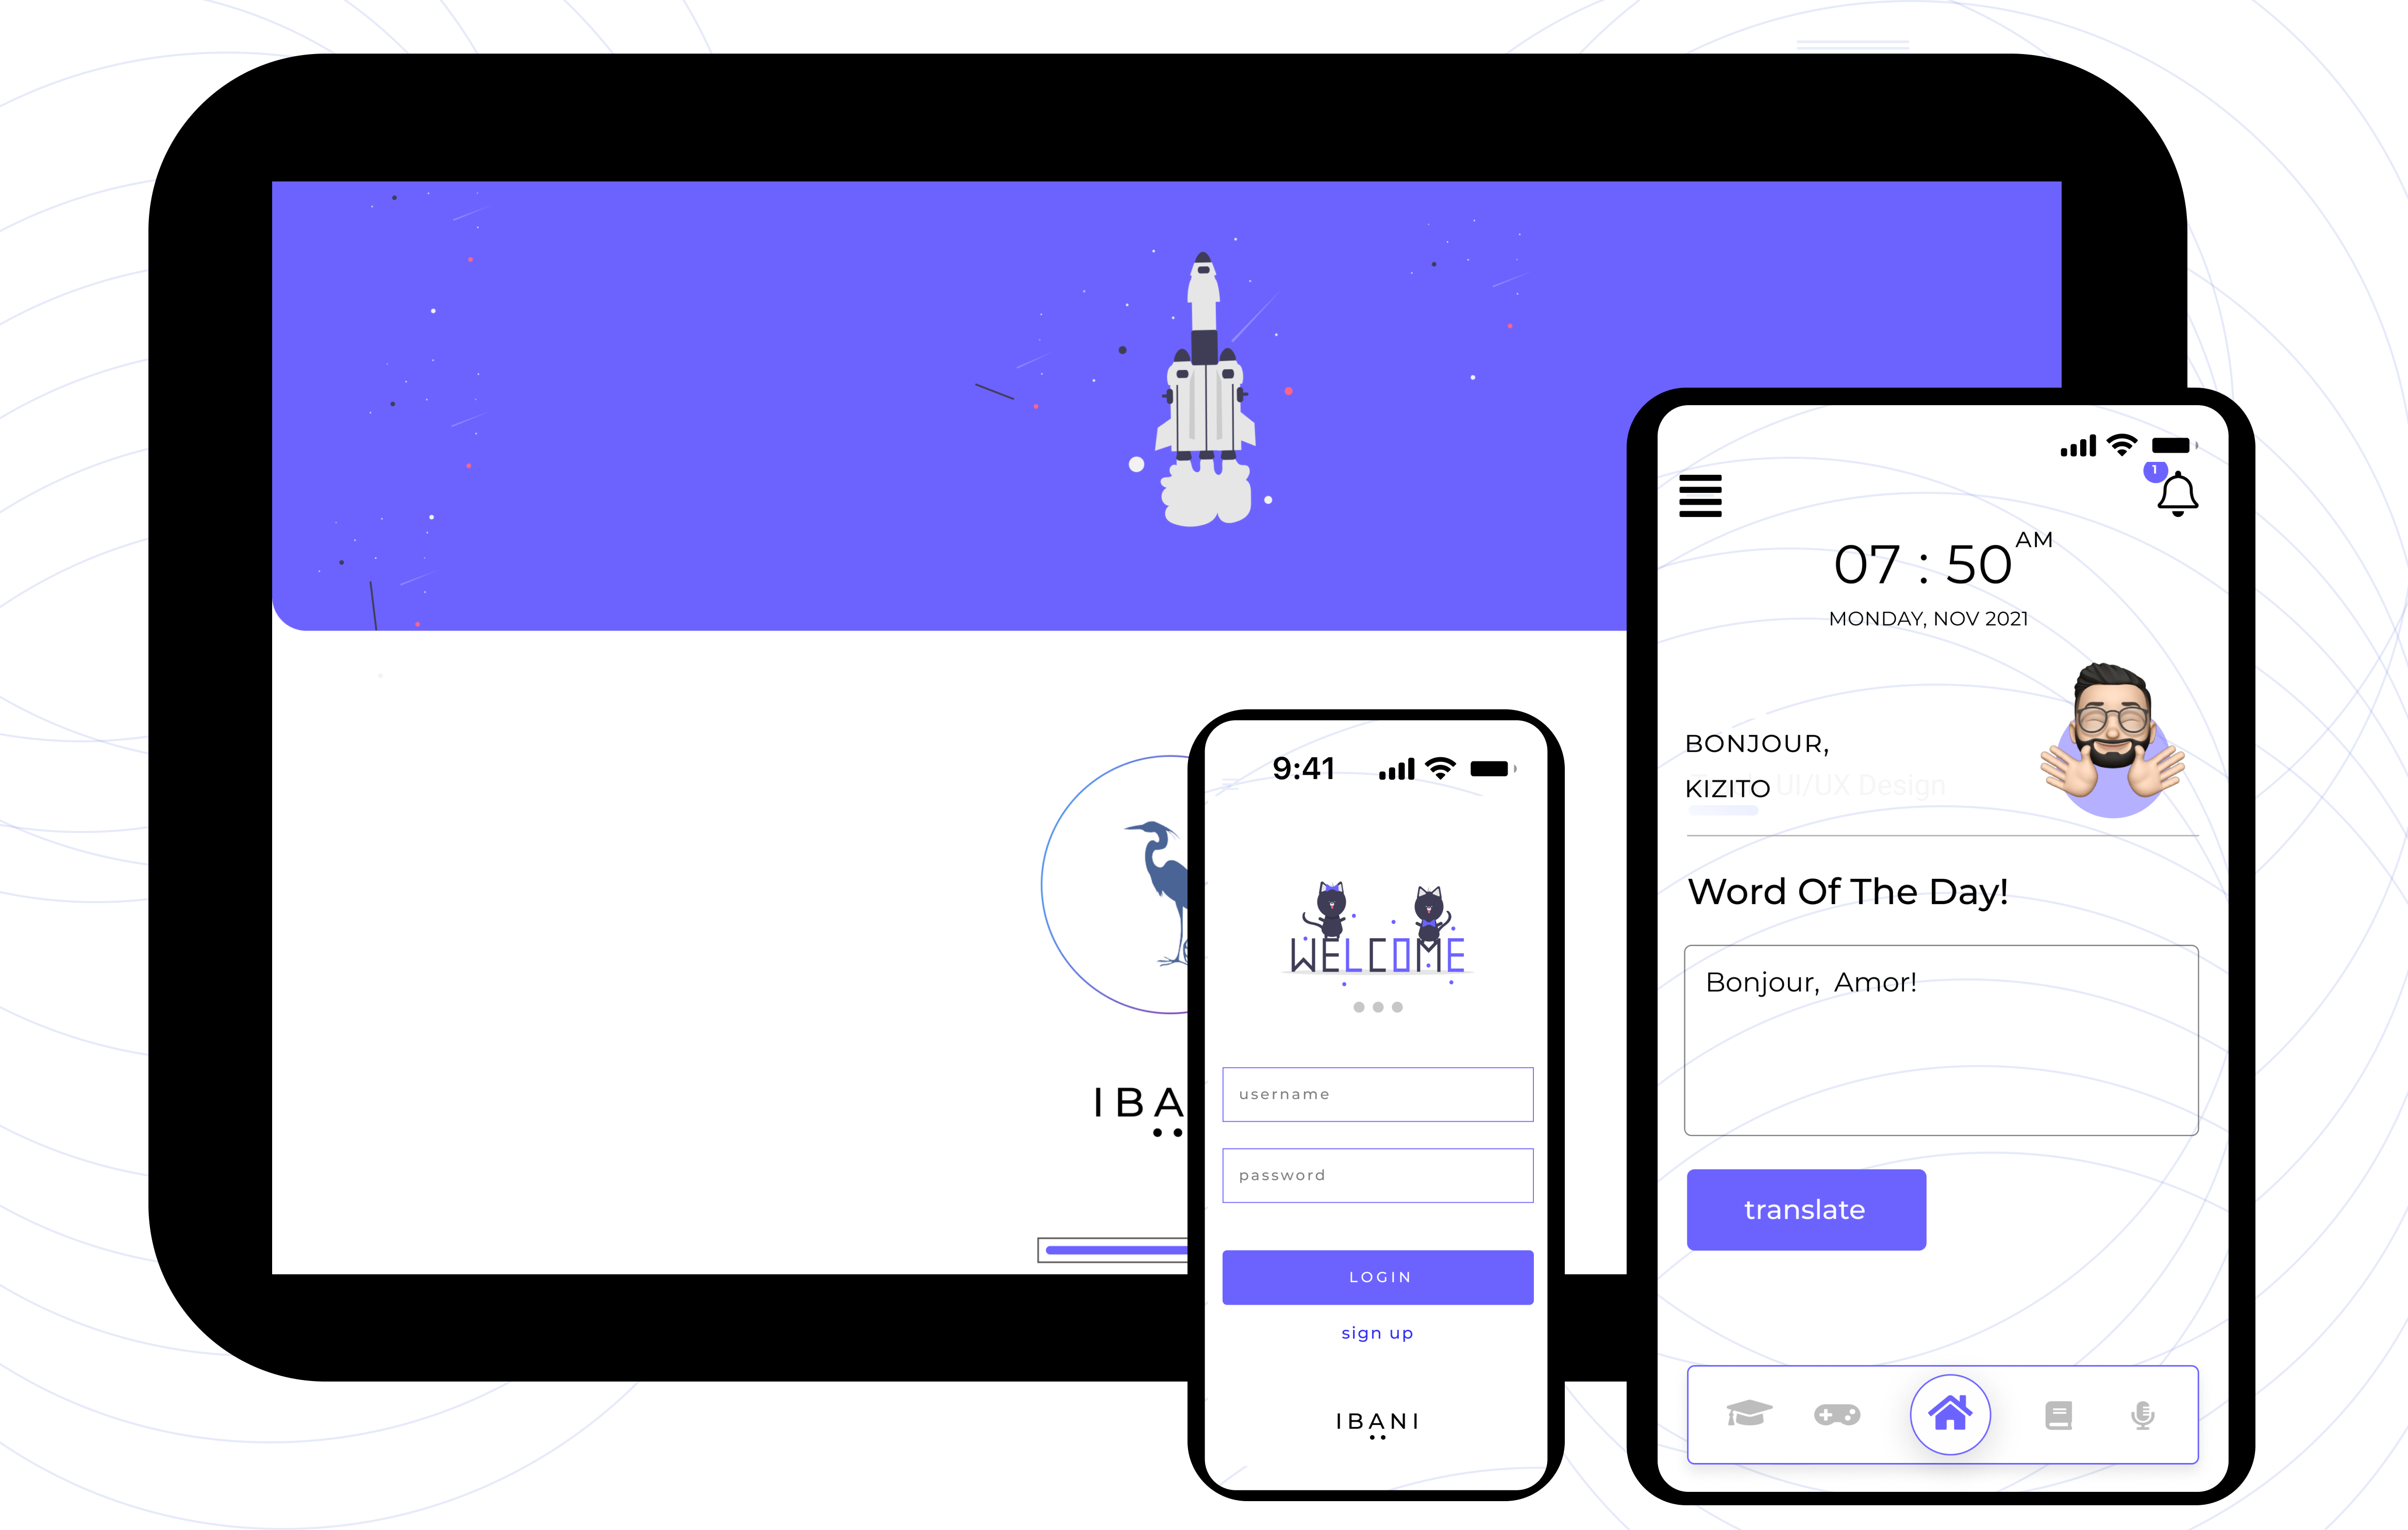 IBA
9:41
WELCOME
username
password
LOGIN
sign up
IBANI
1
07 : 50 AM
MONDAY, NOV 2021
BONJOUR,
KIZITO
UI/UX Design
Word Of The Day!
Bonjour, Amor!
translate